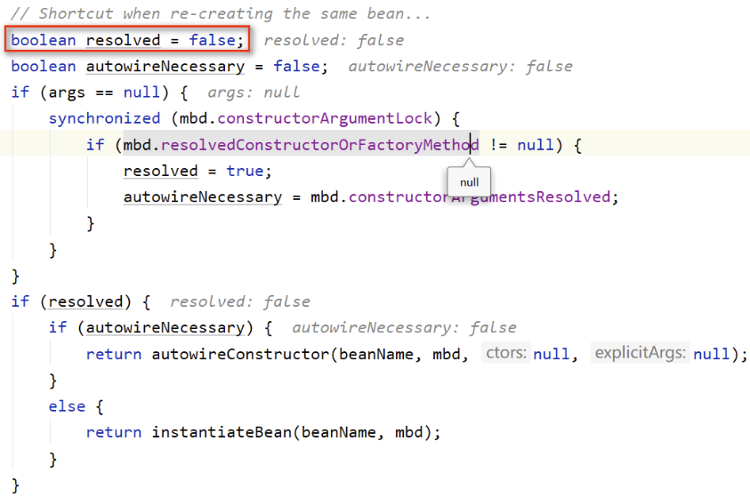 // Shortcut when re-creating the same bean...
boolean resolved = false; resolved: false
boolean autowireNecessary = false; autowireNecessary: false
if (args == null) { args: null
synchronized (mbd.constructorArgumentLock) {
if (mbd.resolvedConstructorOrFactoryMethod != null) {
resolved = true;
null
autowireNecessary = mbd.constructorArgumentsResolved;
}
}
}
if (resolved) { resolved: false
if (autowireNecessary) { autowireNecessary: false
return autowireConstructor(beanName, mbd, ctors: null, explicitArgs: null);
}
else {
return instantiateBean(beanName, mbd);
}
}